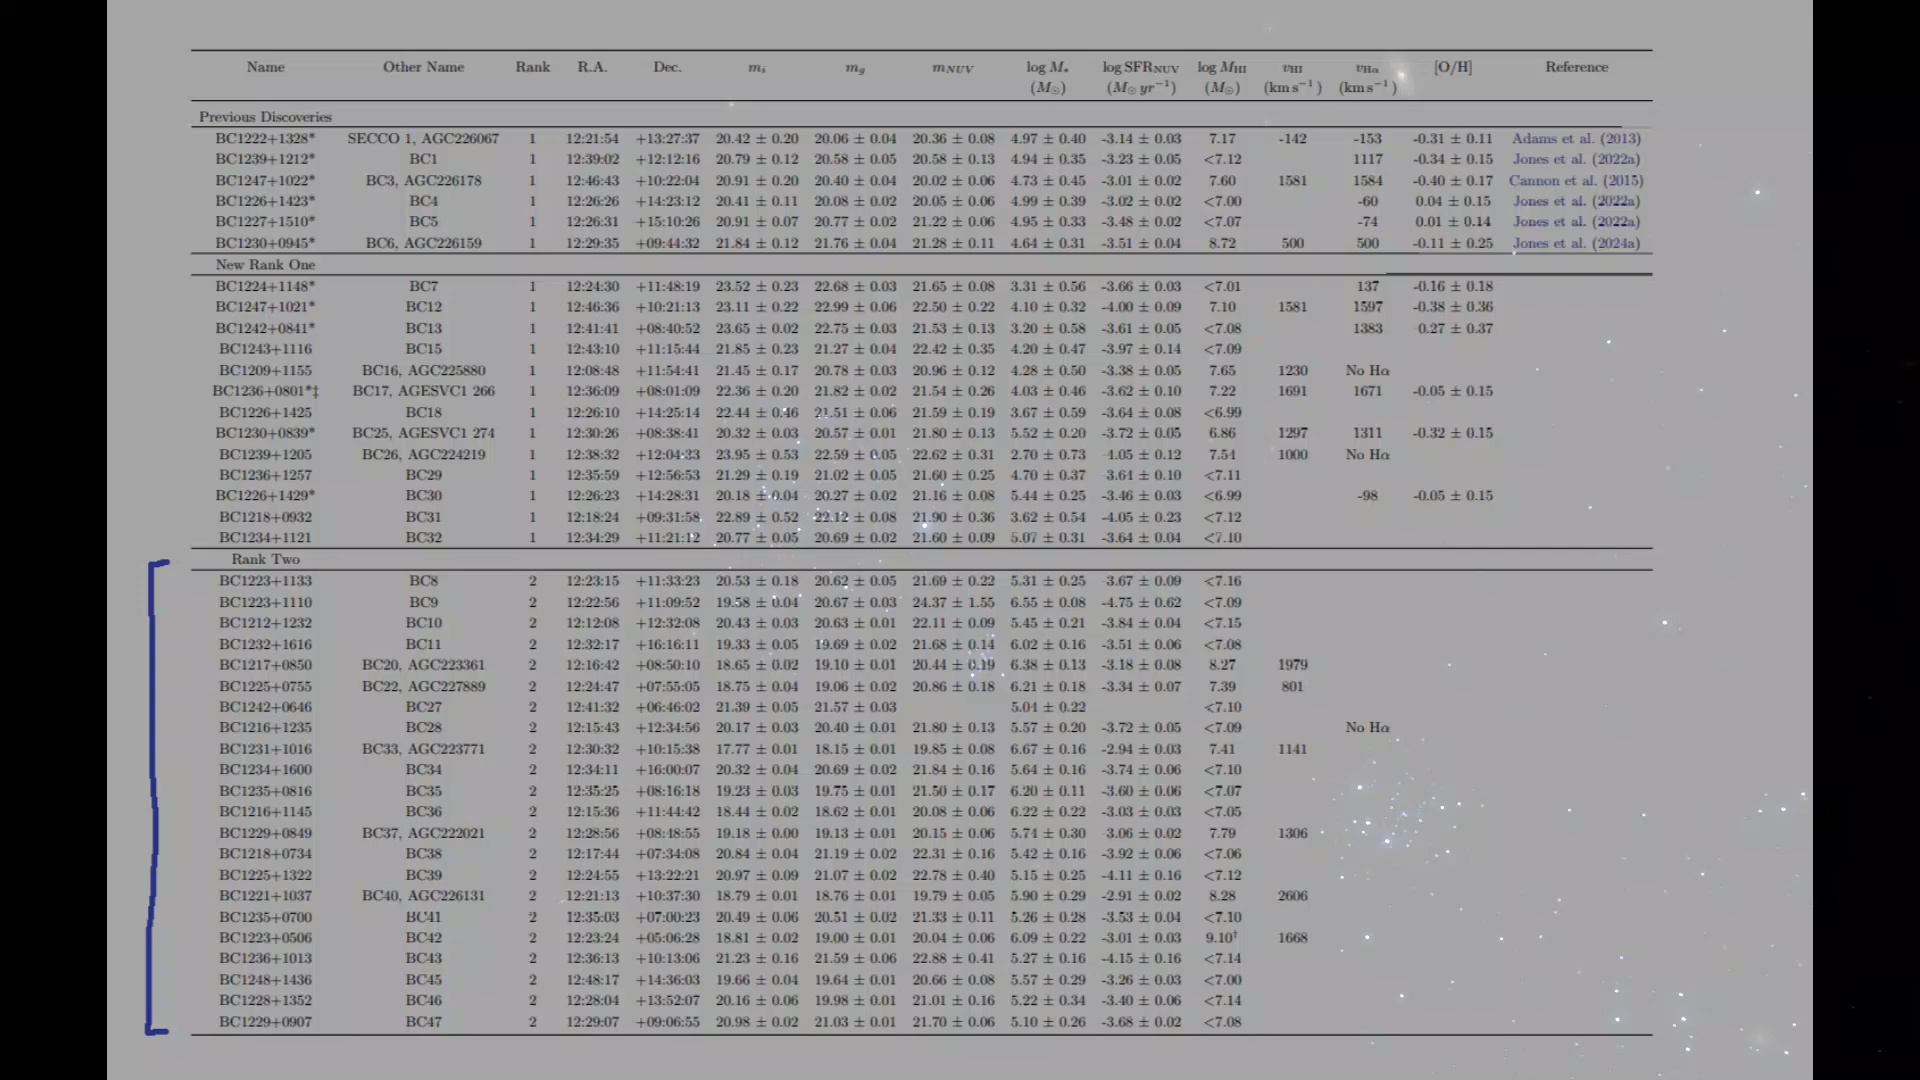 Name Other Name Rank R.A. Dec. mi mg mNUV log M* log SFRNUV log MHI vHI vHα [O/H] Reference
(M⊙) (M⊙ yr−1) (M⊙) (km s−1) (km s−1)
Previous Discoveries
BC1222+1328* SECCO 1, AGC226067 1 12:21:54 +13:27:37 20.42 ± 0.20 20.06 ± 0.04 20.36 ± 0.08 4.97 ± 0.40 -3.14 ± 0.03 7.17 -142 -153 -0.31 ± 0.11 Adams et al. (2013)
BC1239+1212* BC1 1 12:39:02 +12:12:16 20.79 ± 0.12 20.58 ± 0.05 20.58 ± 0.13 4.94 ± 0.35 -3.23 ± 0.05 <7.12 1117 -0.34 ± 0.15 Jones et al. (2022a)
BC1247+1022* BC3, AGC226178 1 12:46:43 +10:22:04 20.91 ± 0.20 20.40 ± 0.04 20.02 ± 0.06 4.73 ± 0.45 -3.01 ± 0.02 7.60 1581 1584 -0.40 ± 0.17 Cannon et al. (2015)
BC1226+1423* BC4 1 12:26:26 +14:23:12 20.41 ± 0.11 20.08 ± 0.02 20.05 ± 0.06 4.99 ± 0.39 -3.02 ± 0.02 <7.00 -60 0.04 ± 0.15 Jones et al. (2022a)
BC1227+1510* BC5 1 12:26:31 +15:10:26 20.91 ± 0.07 20.77 ± 0.02 21.22 ± 0.06 4.95 ± 0.33 -3.48 ± 0.02 <7.07 -74 0.01 ± 0.14 Jones et al. (2022a)
BC1230+0945* BC6, AGC226159 1 12:29:35 +09:44:32 21.84 ± 0.12 21.76 ± 0.04 21.28 ± 0.11 4.64 ± 0.31 -3.51 ± 0.04 8.72 500 500 -0.11 ± 0.25 Jones et al. (2024a)
New Rank One
BC1224+1148* BC7 1 12:24:30 +11:48:19 23.52 ± 0.23 22.68 ± 0.03 21.65 ± 0.08 3.31 ± 0.56 -3.66 ± 0.03 <7.01 137 -0.16 ± 0.18
BC1247+1021* BC12 1 12:46:36 +10:21:13 23.11 ± 0.22 22.99 ± 0.06 22.50 ± 0.22 4.10 ± 0.32 -4.00 ± 0.09 7.10 1581 1597 -0.38 ± 0.36
BC1242+0841* BC13 1 12:41:41 +08:40:52 23.65 ± 0.02 22.75 ± 0.03 21.53 ± 0.13 3.20 ± 0.58 -3.61 ± 0.05 <7.08 1383 0.27 ± 0.37
BC1243+1116 BC15 1 12:43:10 +11:15:44 21.85 ± 0.23 21.27 ± 0.04 22.42 ± 0.35 4.20 ± 0.47 -3.97 ± 0.14 <7.09
BC1209+1155 BC16, AGC225880 1 12:08:48 +11:54:41 21.45 ± 0.17 20.78 ± 0.03 20.96 ± 0.12 4.28 ± 0.50 -3.38 ± 0.05 7.65 1230 No Hα
BC1236+0801*‡ BC17, AGESVC1 266 1 12:36:09 +08:01:09 22.36 ± 0.20 21.82 ± 0.02 21.54 ± 0.26 4.03 ± 0.46 -3.62 ± 0.10 7.22 1691 1671 -0.05 ± 0.15
BC1226+1425 BC18 1 12:26:10 +14:25:14 22.44 ± 0.46 21.51 ± 0.06 21.59 ± 0.19 3.67 ± 0.59 -3.64 ± 0.08 <6.99
BC1230+0839* BC25, AGESVC1 274 1 12:30:26 +08:38:41 20.32 ± 0.03 20.57 ± 0.01 21.80 ± 0.13 5.52 ± 0.20 -3.72 ± 0.05 6.86 1297 1311 -0.32 ± 0.15
BC1239+1205 BC26, AGC224219 1 12:38:32 +12:04:33 23.95 ± 0.53 22.59 ± 0.05 22.62 ± 0.31 2.70 ± 0.73 -4.05 ± 0.12 7.54 1000 No Hα
BC1236+1257 BC29 1 12:35:59 +12:56:53 21.29 ± 0.19 21.02 ± 0.05 21.60 ± 0.25 4.70 ± 0.37 -3.64 ± 0.10 <7.11
BC1226+1429* BC30 1 12:26:23 +14:28:31 20.18 ± 0.04 20.27 ± 0.02 21.16 ± 0.08 5.44 ± 0.25 -3.46 ± 0.03 <6.99 -98 -0.05 ± 0.15
BC1218+0932 BC31 1 12:18:24 +09:31:58 22.89 ± 0.52 22.12 ± 0.08 21.90 ± 0.36 3.62 ± 0.54 -4.05 ± 0.23 <7.12
BC1234+1121 BC32 1 12:34:29 +11:21:12 20.77 ± 0.05 20.69 ± 0.02 21.60 ± 0.09 5.07 ± 0.31 -3.64 ± 0.04 <7.10
Rank Two
BC1223+1133 BC8 2 12:23:15 +11:33:23 20.53 ± 0.18 20.62 ± 0.05 21.69 ± 0.22 5.31 ± 0.25 -3.67 ± 0.09 <7.16
BC1223+1110 BC9 2 12:22:56 +11:09:52 19.58 ± 0.04 20.67 ± 0.03 24.37 ± 1.55 6.55 ± 0.08 -4.75 ± 0.62 <7.09
BC1212+1232 BC10 2 12:12:08 +12:32:08 20.43 ± 0.03 20.63 ± 0.01 22.11 ± 0.09 5.45 ± 0.21 -3.84 ± 0.04 <7.15
BC1232+1616 BC11 2 12:32:17 +16:16:11 19.33 ± 0.05 19.69 ± 0.02 21.68 ± 0.14 6.02 ± 0.16 -3.51 ± 0.06 <7.08
BC1217+0850 BC20, AGC223361 2 12:16:42 +08:50:10 18.65 ± 0.02 19.10 ± 0.01 20.44 ± 0.19 6.38 ± 0.13 -3.18 ± 0.08 8.27 1979
BC1225+0755 BC22, AGC227889 2 12:24:47 +07:55:05 18.75 ± 0.04 19.06 ± 0.02 20.86 ± 0.18 6.21 ± 0.18 -3.34 ± 0.07 7.39 801
BC1242+0646 BC27 2 12:41:32 +06:46:02 21.39 ± 0.05 21.57 ± 0.03 5.04 ± 0.22 <7.10
BC1216+1235 BC28 2 12:15:43 +12:34:56 20.17 ± 0.03 20.40 ± 0.01 21.80 ± 0.13 5.57 ± 0.20 -3.72 ± 0.05 <7.09 No Hα
BC1231+1016 BC33, AGC223771 2 12:30:32 +10:15:38 17.77 ± 0.01 18.15 ± 0.01 19.85 ± 0.08 6.67 ± 0.16 -2.94 ± 0.03 7.41 1141
BC1234+1600 BC34 2 12:34:11 +16:00:07 20.32 ± 0.04 20.69 ± 0.02 21.84 ± 0.16 5.64 ± 0.16 -3.74 ± 0.06 <7.10
BC1235+0816 BC35 2 12:35:25 +08:16:18 19.23 ± 0.03 19.75 ± 0.01 21.50 ± 0.17 6.20 ± 0.11 -3.60 ± 0.06 <7.07
BC1216+1145 BC36 2 12:15:36 +11:44:42 18.44 ± 0.02 18.62 ± 0.01 20.08 ± 0.06 6.22 ± 0.22 -3.03 ± 0.03 <7.05
BC1229+0849 BC37, AGC222021 2 12:28:56 +08:48:55 19.18 ± 0.00 19.13 ± 0.01 20.15 ± 0.06 5.74 ± 0.30 -3.06 ± 0.02 7.79 1306
BC1218+0734 BC38 2 12:17:44 +07:34:08 20.84 ± 0.04 21.19 ± 0.02 22.31 ± 0.16 5.42 ± 0.16 -3.92 ± 0.06 <7.06
BC1225+1322 BC39 2 12:24:55 +13:22:21 20.97 ± 0.09 21.07 ± 0.02 22.78 ± 0.40 5.15 ± 0.25 -4.11 ± 0.16 <7.12
BC1221+1037 BC40, AGC226131 2 12:21:13 +10:37:30 18.79 ± 0.01 18.76 ± 0.01 19.79 ± 0.05 5.90 ± 0.29 -2.91 ± 0.02 8.28 2606
BC1235+0700 BC41 2 12:35:03 +07:00:23 20.49 ± 0.06 20.51 ± 0.02 21.33 ± 0.11 5.26 ± 0.28 -3.53 ± 0.04 <7.10
BC1223+0506 BC42 2 12:23:24 +05:06:28 18.81 ± 0.02 19.00 ± 0.01 20.04 ± 0.06 6.09 ± 0.22 -3.01 ± 0.03 9.10† 1668
BC1236+1013 BC43 2 12:36:13 +10:13:06 21.23 ± 0.16 21.59 ± 0.06 22.88 ± 0.41 5.27 ± 0.16 -4.15 ± 0.16 <7.14
BC1248+1436 BC45 2 12:48:17 +14:36:03 19.66 ± 0.04 19.64 ± 0.01 20.66 ± 0.08 5.57 ± 0.29 -3.26 ± 0.03 <7.00
BC1228+1352 BC46 2 12:28:04 +13:52:07 20.16 ± 0.06 19.98 ± 0.01 21.01 ± 0.16 5.22 ± 0.34 -3.40 ± 0.06 <7.14
BC1229+0907 BC47 2 12:29:07 +09:06:55 20.98 ± 0.02 21.03 ± 0.01 21.70 ± 0.06 5.10 ± 0.26 -3.68 ± 0.02 <7.08